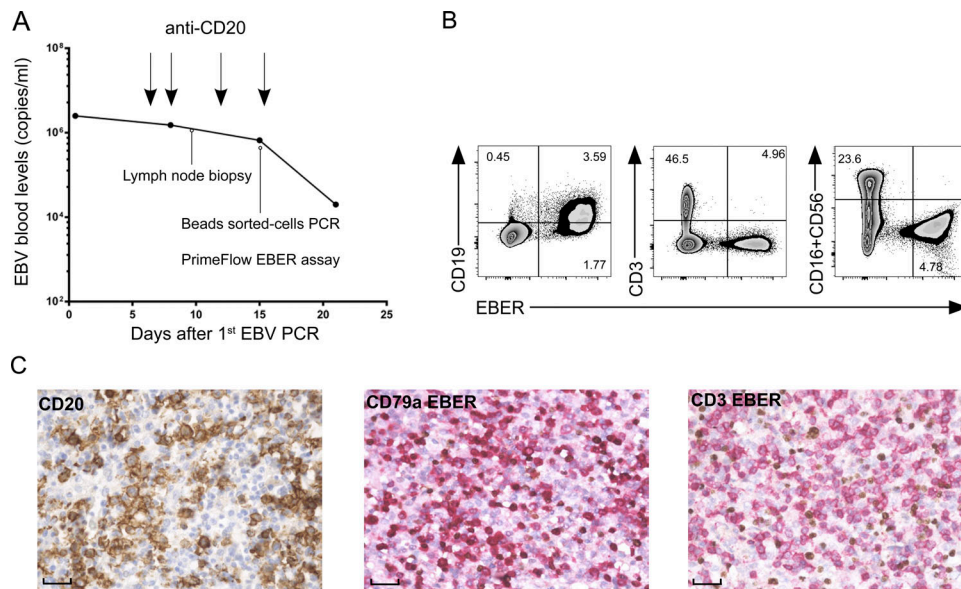 A
anti-CD20
EBV blood levels (copies/ml)
10⁸
10⁶
10⁴
10²
Lymph node biopsy
Beads sorted-cells PCR
PrimeFlow EBER assay
0 5 10 15 20 25
Days after 1ˢᵗ EBV PCR
B
CD19
0.45 3.59
1.77
CD3
46.5 4.96
CD16+CD56
23.6
4.78
EBER
C
CD20
CD79a EBER
CD3 EBER